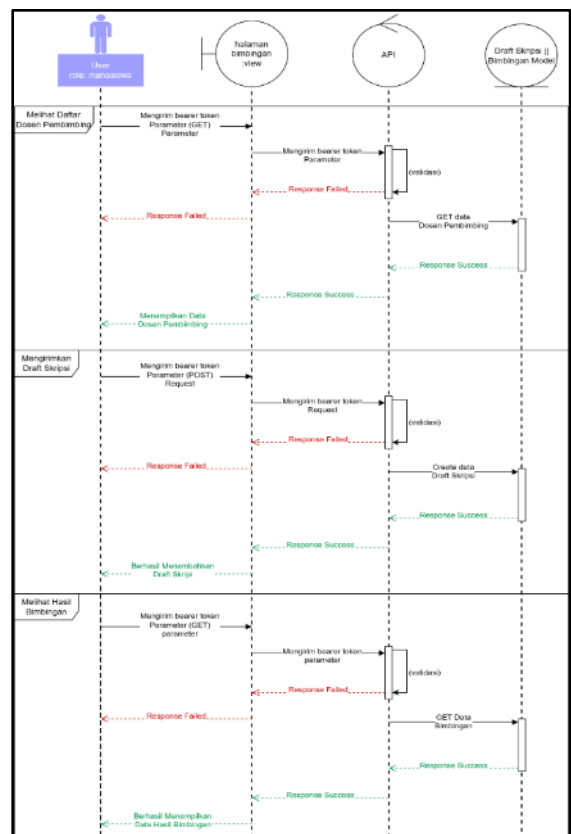 User
role: mahasiswa
halaman
bimbingan
:view
API
Draft Skripsi ||
Bimbingan Model
Melihat Daftar
Dosen Pembimbing
Mengirim bearer token
Parameter (GET)
Parameter
Mengirim bearer token
Parameter
(validasi)
Response Failed
Response Failed
GET data
Dosen Pembimbing
Response Success
Response Success
Menampilkan Data
Dosen Pembimbing
Mengirimkan
Draft Skripsi
Mengirim bearer token
Parameter (POST)
Request
Mengirim bearer token
Request
(validasi)
Response Failed
Response Failed
Create data
Draft Skripsi
Response Success
Response Success
Berhasil Menambahkan
Draft Skripi
Melihat Hasil
Bimbingan
Mengirim bearer token
Parameter (GET)
parameter
Mengirim bearer token
parameter
(validasi)
Response Failed
Response Failed
GET Data
Bimbingan
Response Success
Response Success
Berhasil Menampilkan
Data Hasil Bimbingan